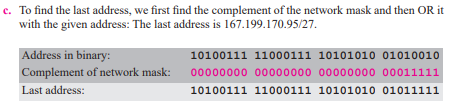 c. To find the last address, we first find the complement of the network mask and then OR it
with the given address: The last address is 167.199.170.95/27.
Address in binary: 10100111 11000111 10101010 01010010
Complement of network mask: 00000000 00000000 00000000 00011111
Last address: 10100111 11000111 10101010 01011111